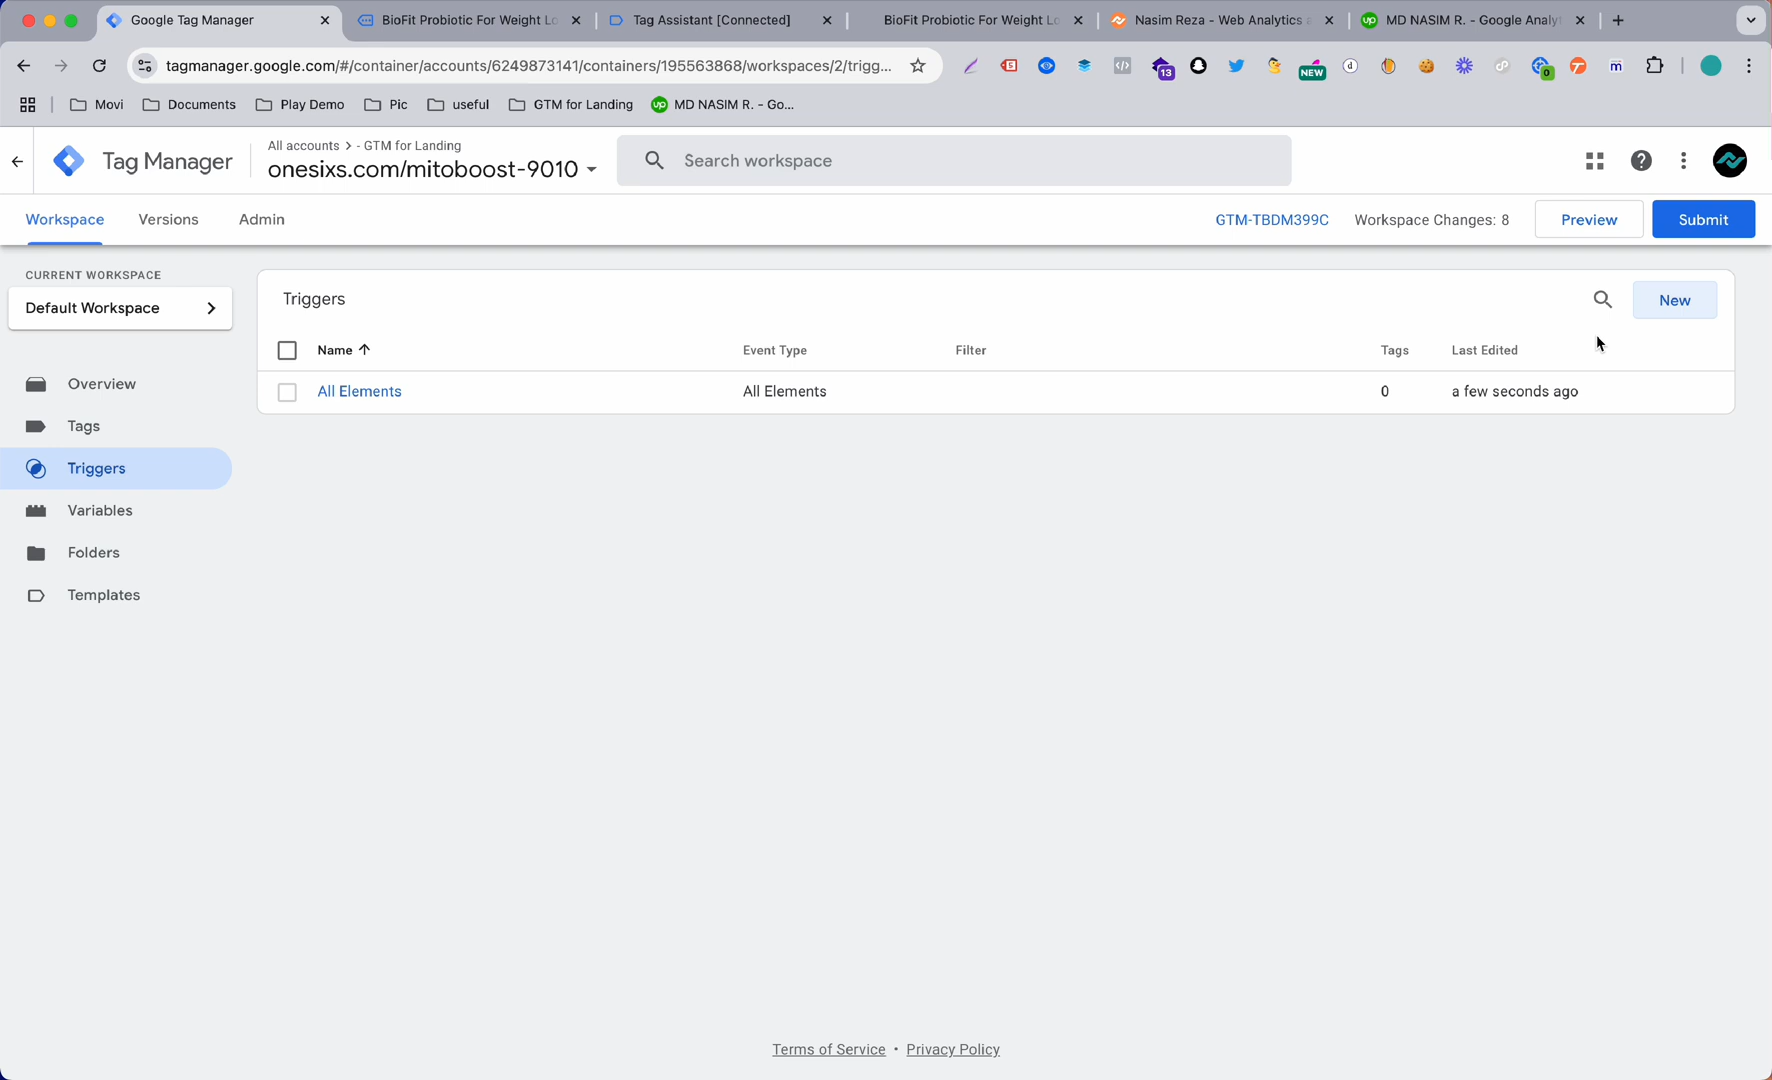 Google Tag Manager
BioFit Probiotic For Weight Lo
Tag Assistant [Connected]
BioFit Probiotic For Weight Lo
Nasim Reza - Web Analytics a
MD NASIM R. - Google Analyt
tagmanager.google.com/#/container/accounts/6249873141/containers/195563868/workspaces/2/trigg...
5
13
NEW
0
Movi
Documents
Play Demo
Pic
useful
GTM for Landing
MD NASIM R. - Go...
Tag Manager
All accounts > - GTM for Landing
onesixs.com/mitoboost-9010
Search workspace
Workspace
Versions
Admin
GTM-TBDM399C
Workspace Changes: 8
Preview
Submit
CURRENT WORKSPACE
Default Workspace
Overview
Tags
Triggers
Variables
Folders
Templates
Triggers
New
Name
Event Type
Filter
Tags
Last Edited
All Elements
All Elements
0
a few seconds ago
Terms of Service • Privacy Policy